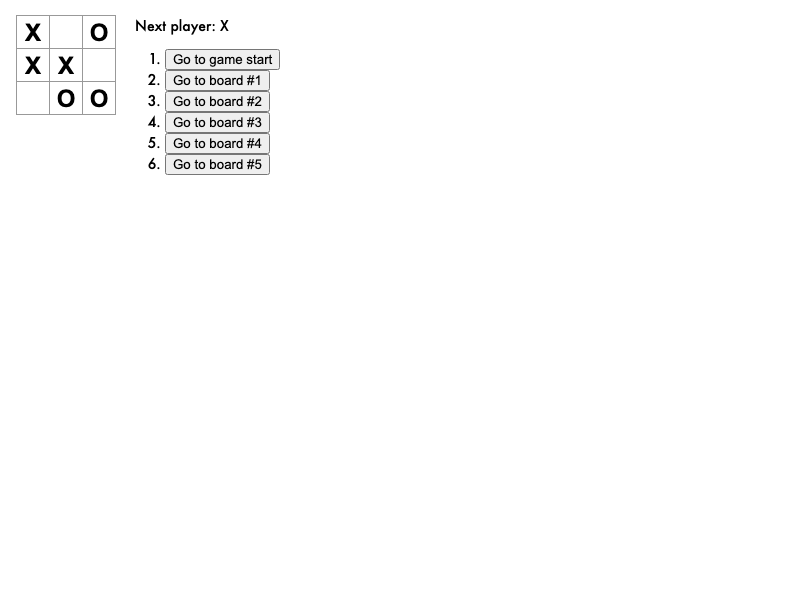 X O
X X
O O
Next player: X
1. Go to game start
2. Go to board #1
3. Go to board #2
4. Go to board #3
5. Go to board #4
6. Go to board #5